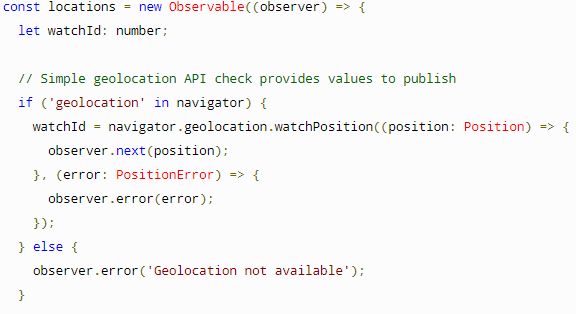 const locations = new Observable((observer) => {
  let watchId: number;

  // Simple geolocation API check provides values to publish
  if ('geolocation' in navigator) {
    watchId = navigator.geolocation.watchPosition((position: Position) => {
      observer.next(position);
    }, (error: PositionError) => {
      observer.error(error);
    });
  } else {
    observer.error('Geolocation not available');
  }